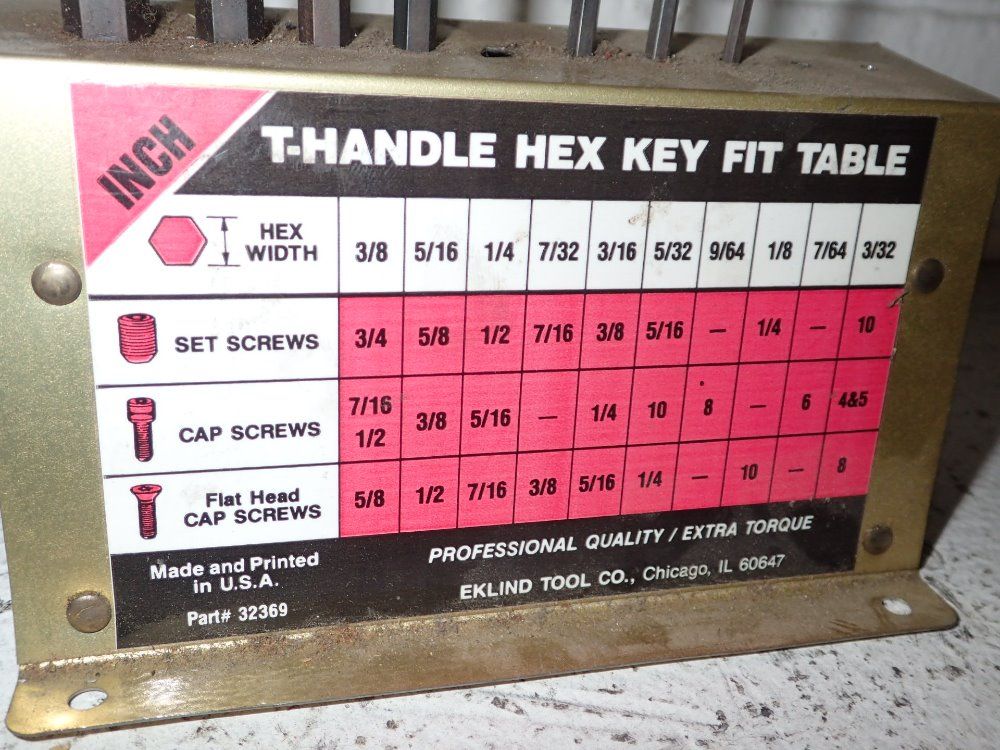 INCH
T-HANDLE HEX KEY FIT TABLE
HEX WIDTH 3/8 5/16 1/4 7/32 3/16 5/32 9/64 1/8 7/64 3/32
SET SCREWS 3/4 5/8 1/2 7/16 3/8 5/16 — 1/4 — 10
CAP SCREWS 7/16 1/2 3/8 5/16 — 1/4 10 8 — 6 4&5
Flat Head CAP SCREWS 5/8 1/2 7/16 3/8 5/16 1/4 — 10 — 8
Made and Printed
in U.S.A.
Part# 32369
PROFESSIONAL QUALITY / EXTRA TORQUE
EKLIND TOOL CO., Chicago, IL 60647